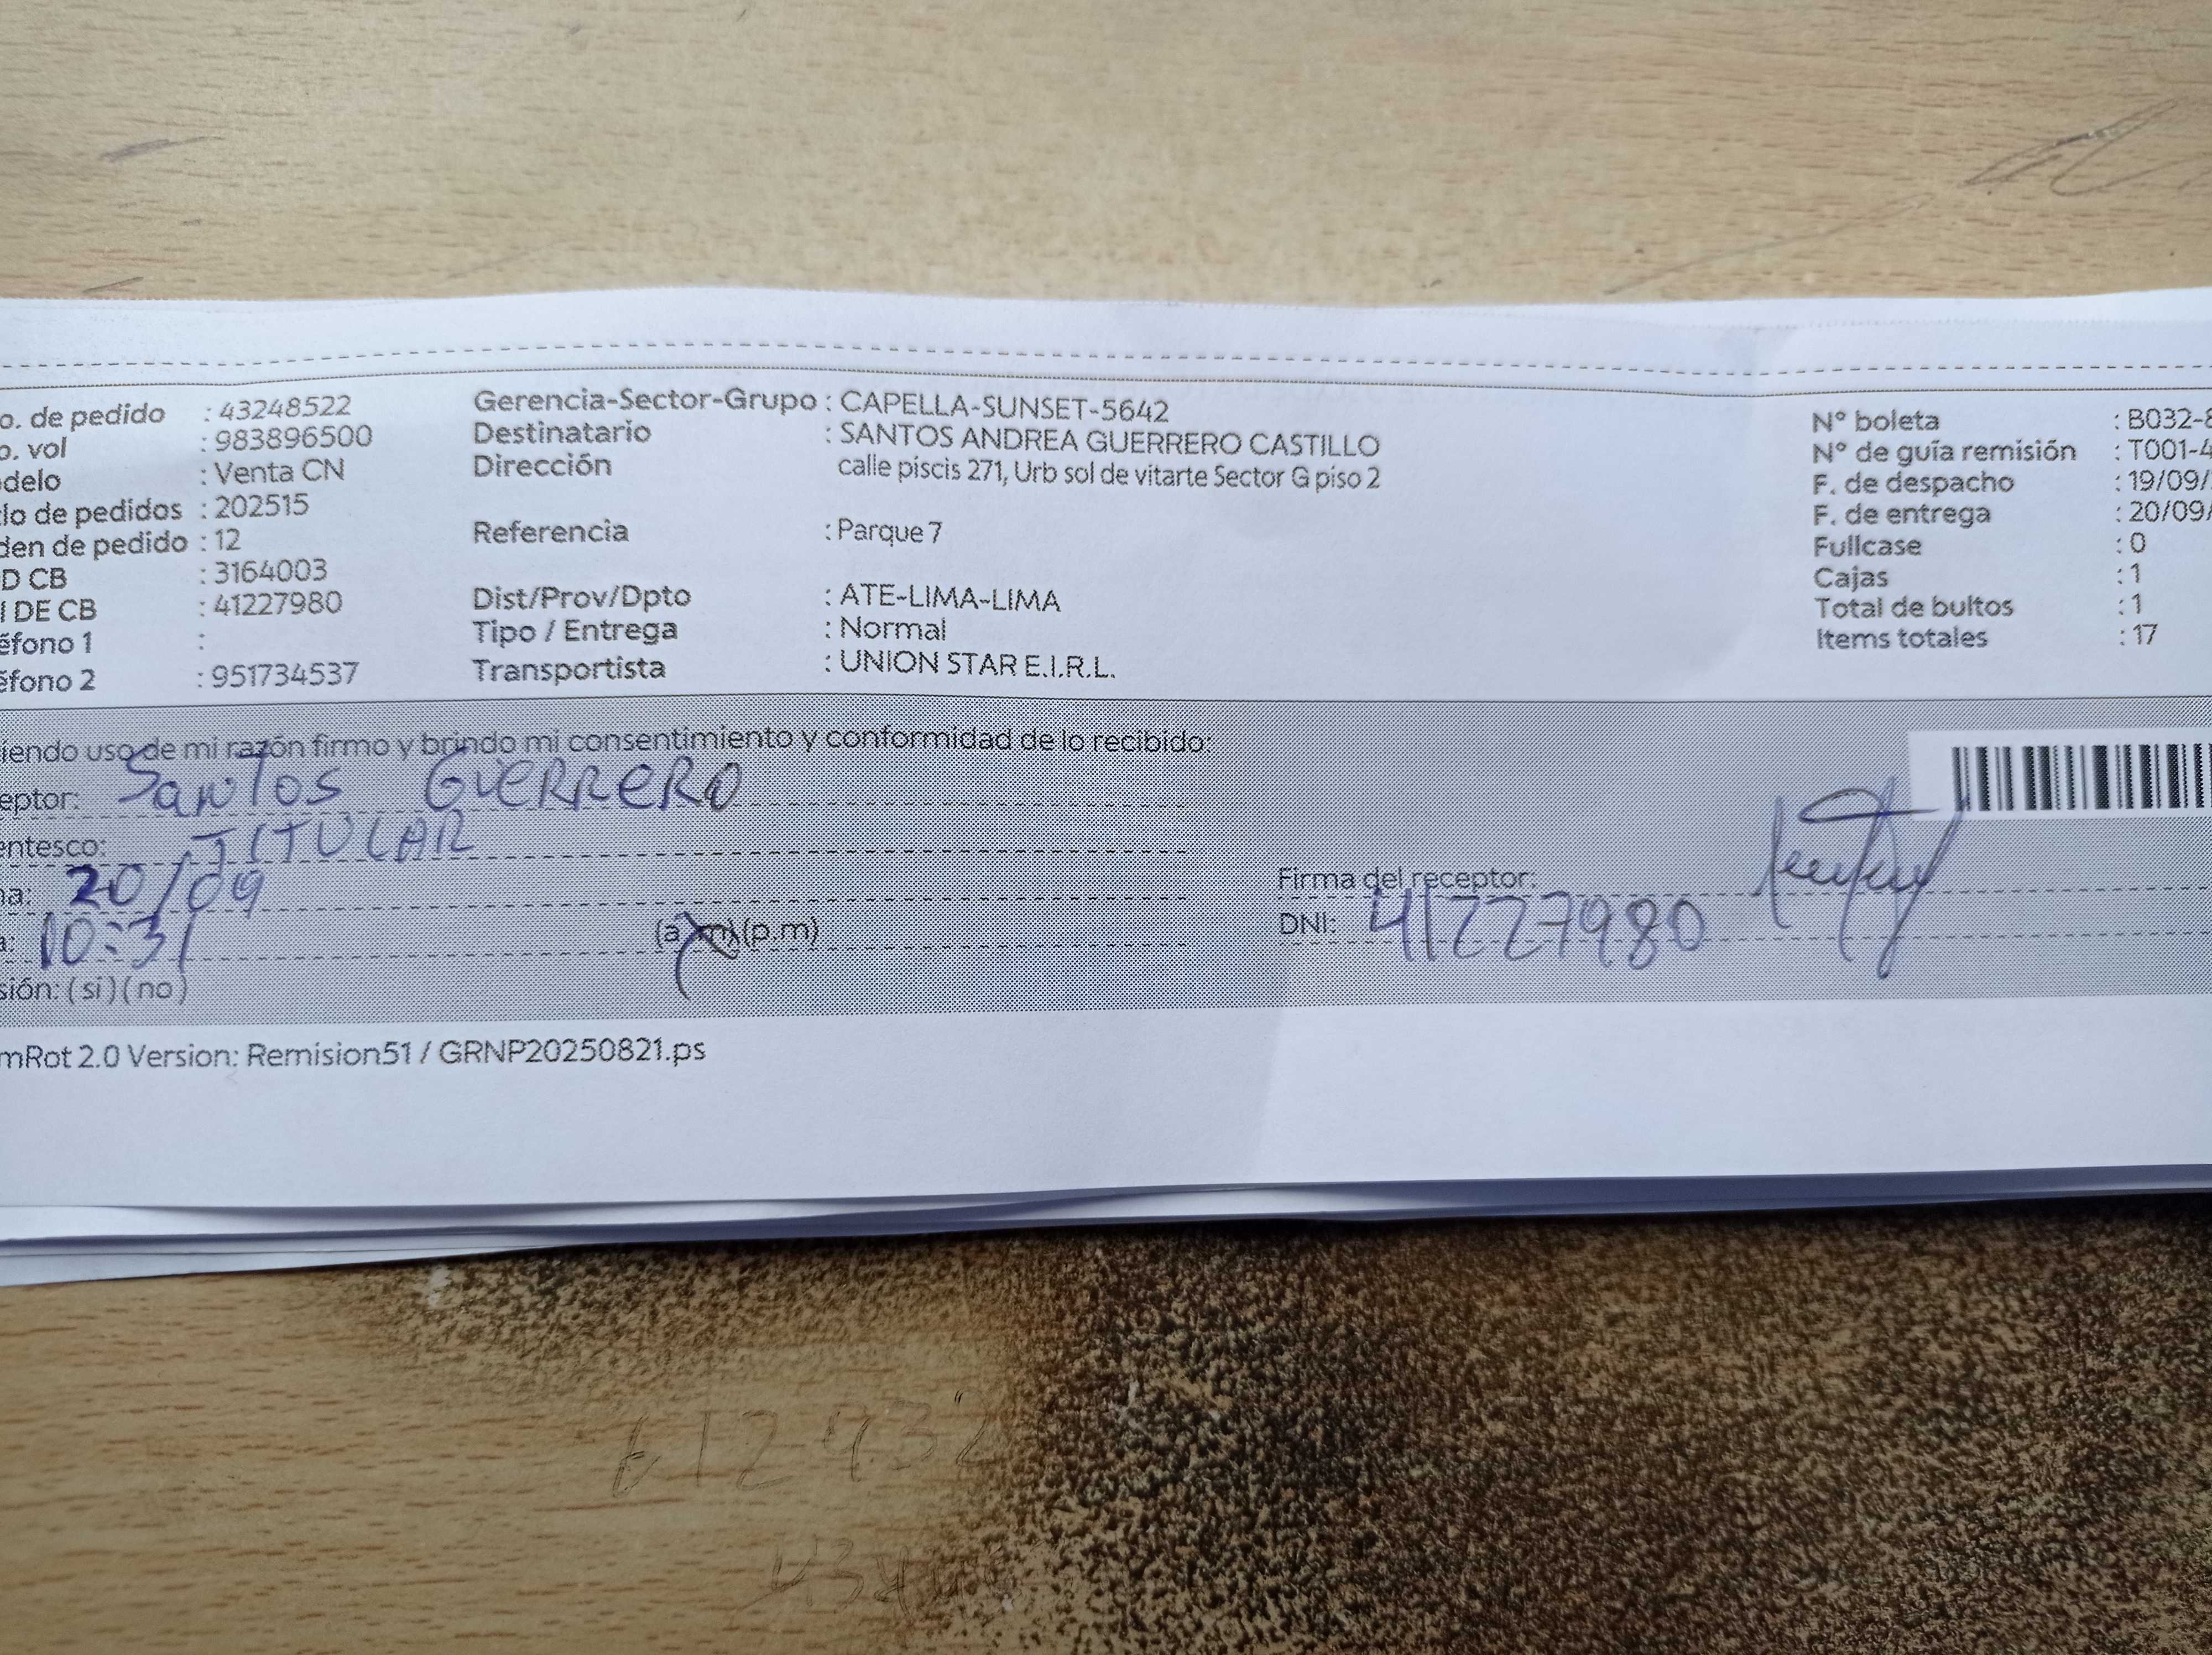 o. de pedido : 43248522
o. vol : 983896500
delo : Venta CN
lo de pedidos : 202515
den de pedido : 12
D CB : 3164003
I DE CB : 41227980
éfono 1 :
éfono 2 : 951734537
Gerencia-Sector-Grupo : CAPELLA-SUNSET-5642
Destinatario : SANTOS ANDREA GUERRERO CASTILLO
Dirección calle piscis 271, Urb sol de vitarte Sector G piso 2
Referencia : Parque 7
Dist/Prov/Dpto : ATE-LIMA-LIMA
Tipo / Entrega : Normal
Transportista : UNION STAR E.I.R.L.
N° boleta : B032-8
N° de guía remisión : T001-4
F. de despacho : 19/09/
F. de entrega : 20/09/
Fullcase : 0
Cajas : 1
Total de bultos : 1
Items totales : 17
iendo uso de mi razón firmo y brindo mi consentimiento y conformidad de lo recibido:
eptor: Santos GUERRERO
entesco: TITULAR
na: 20/09
a: 10:31 (a.m)(p.m)
sión: (si)(no)
Firma del receptor:
DNI: 41227980
mRot 2.0 Version: Remision51 / GRNP20250821.ps